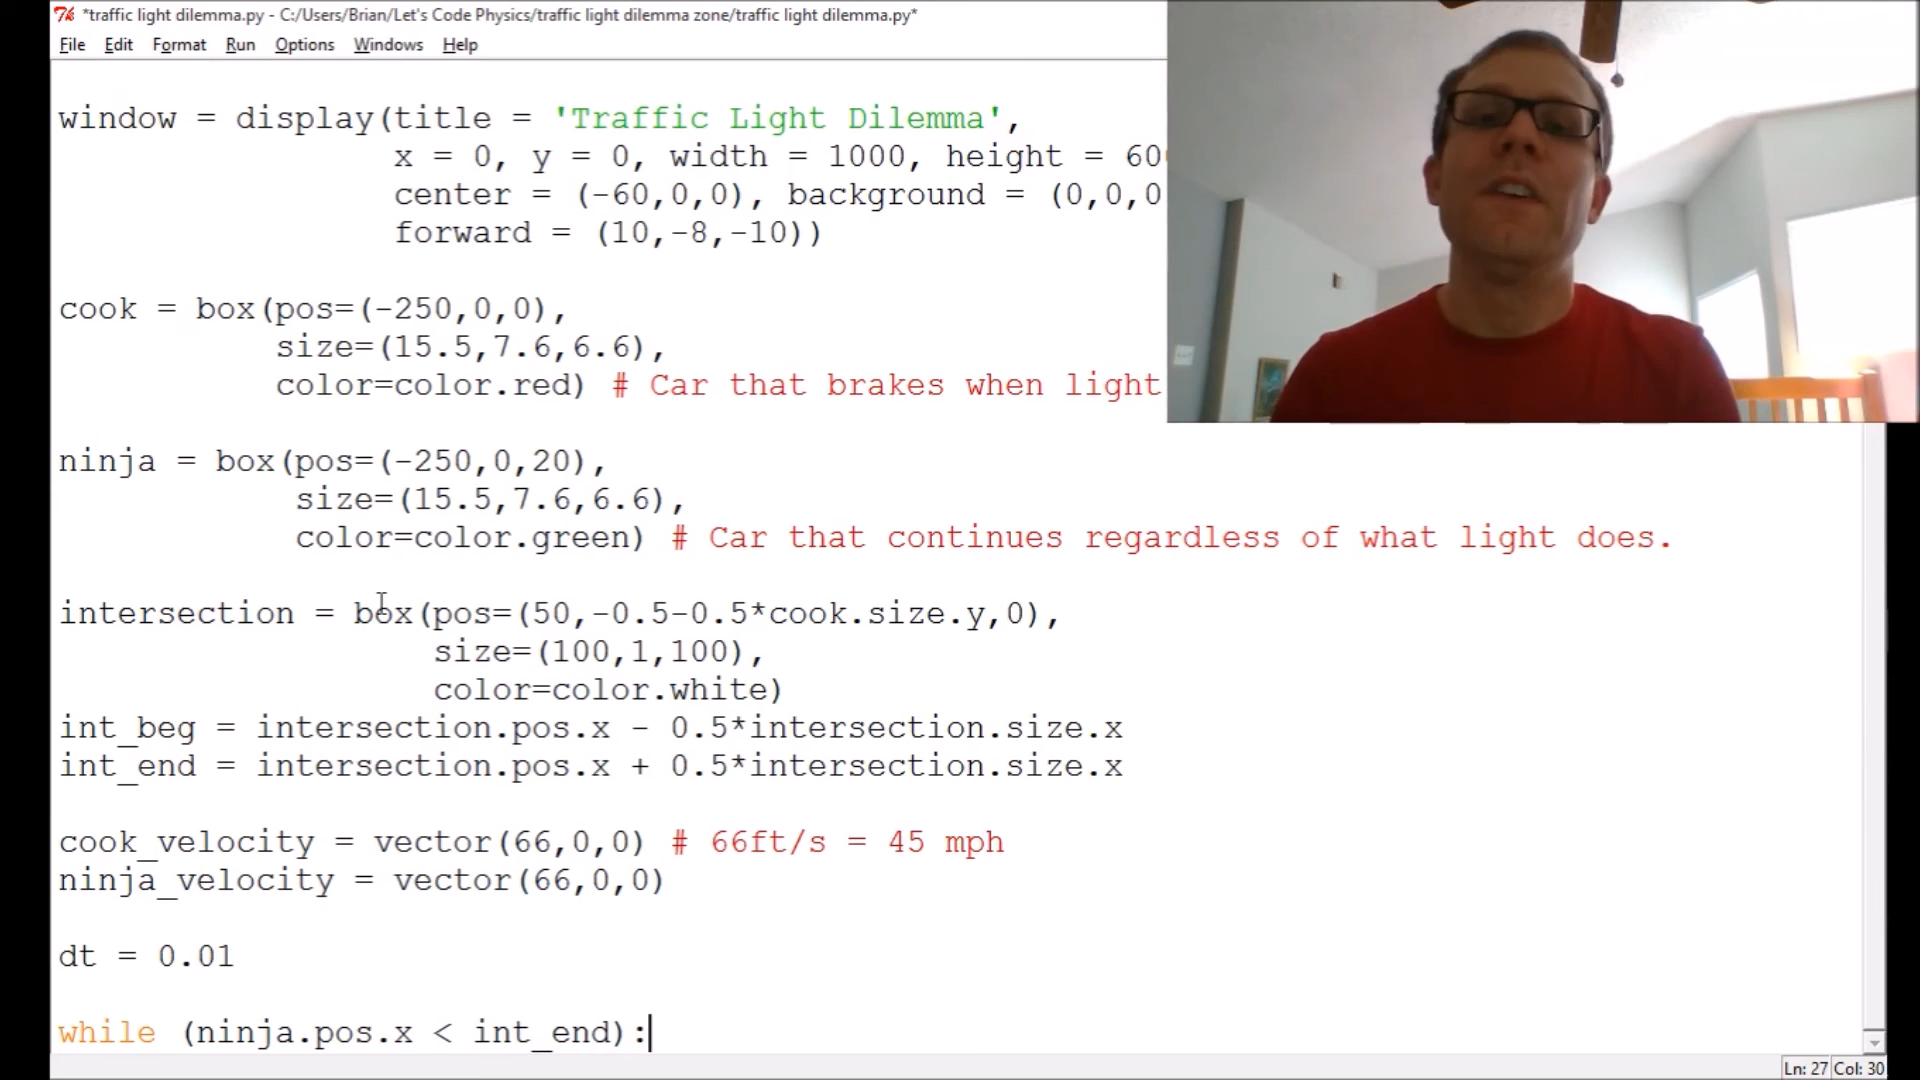 *traffic light dilemma.py - C:/Users/Brian/Let's Code Physics/traffic light dilemma zone/traffic light dilemma.py*
File Edit Format Run Options Windows Help
window = display(title = 'Traffic Light Dilemma',
x = 0, y = 0, width = 1000, height = 60
center = (-60,0,0), background = (0,0,0
forward = (10,-8,-10))
cook = box(pos=(-250,0,0),
size=(15.5,7.6,6.6),
color=color.red) # Car that brakes when light
ninja = box(pos=(-250,0,20),
size=(15.5,7.6,6.6),
color=color.green) # Car that continues regardless of what light does.
intersection = box(pos=(50,-0.5-0.5*cook.size.y,0),
size=(100,1,100),
color=color.white)
int_beg = intersection.pos.x - 0.5*intersection.size.x
int_end = intersection.pos.x + 0.5*intersection.size.x
cook_velocity = vector(66,0,0) # 66ft/s = 45 mph
ninja_velocity = vector(66,0,0)
dt = 0.01
while (ninja.pos.x < int_end):
Ln: 27 Col: 30